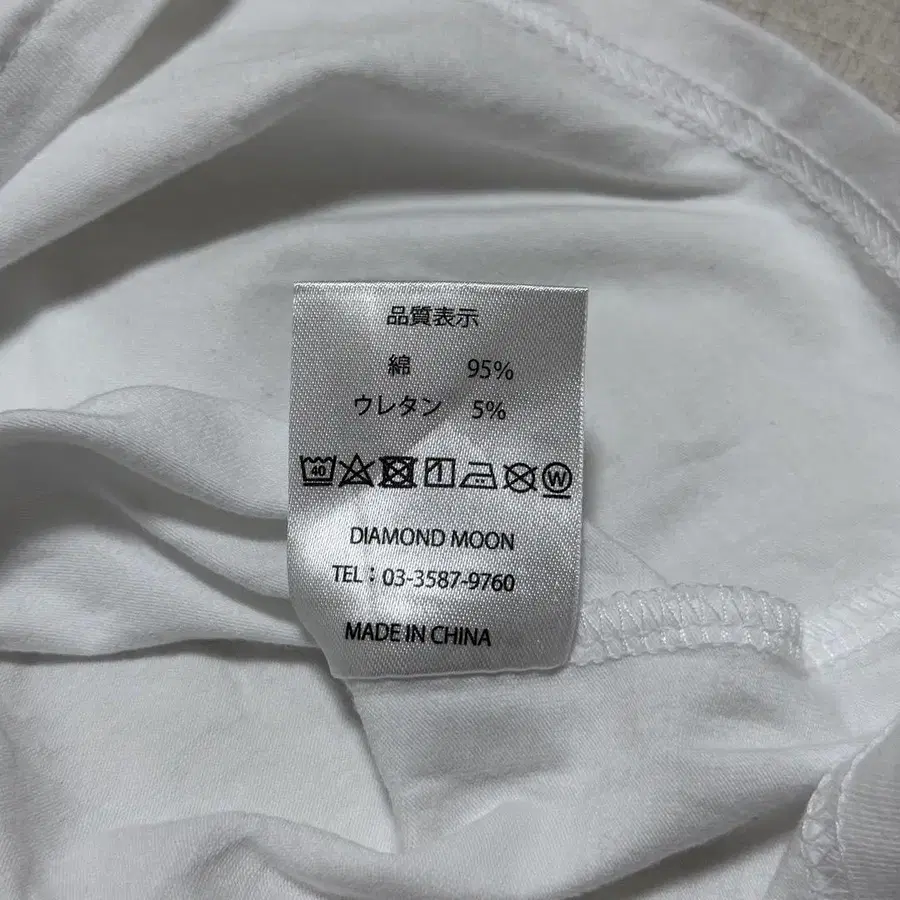 品質表示
綿 95%
ウレタン 5%
40 W
DIAMOND MOON
TEL：03-3587-9760
MADE IN CHINA